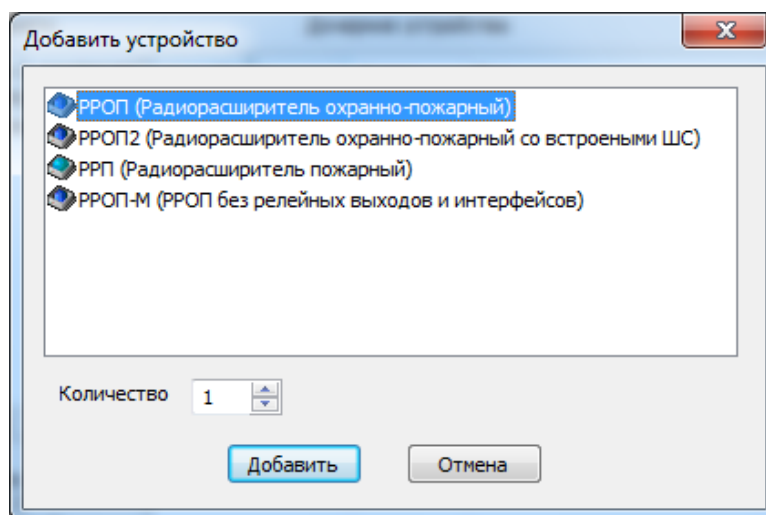 Добавить устройство
РРОП (Радиорасширитель охранно-пожарный)
РРОП2 (Радиорасширитель охранно-пожарный со встроеными ШС)
РРП (Радиорасширитель пожарный)
РРОП-М (РРОП без релейных выходов и интерфейсов)
Количество 1
Добавить Отмена